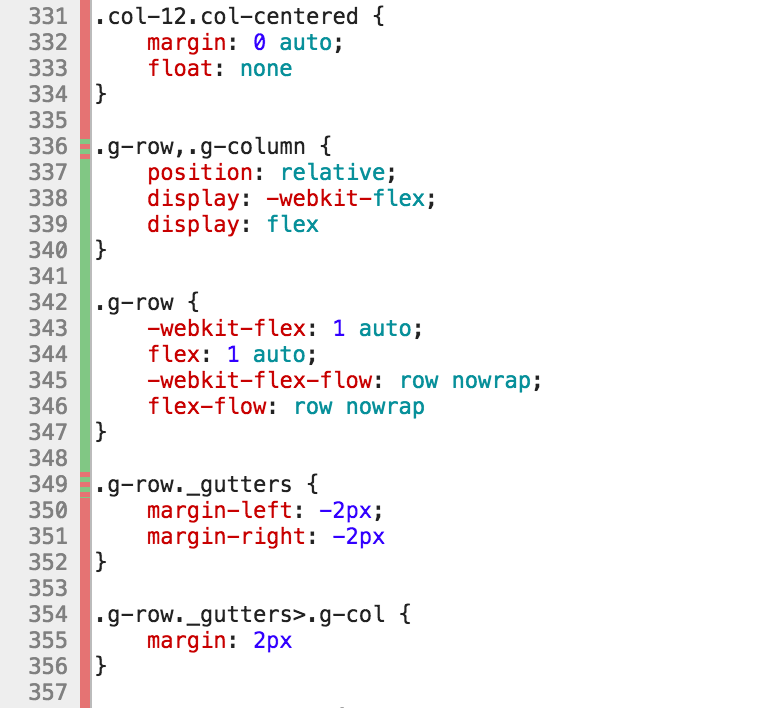 331 .col-12.col-centered {
332     margin: 0 auto;
333     float: none
334 }
335
336 .g-row,.g-column {
337     position: relative;
338     display: -webkit-flex;
339     display: flex
340 }
341
342 .g-row {
343     -webkit-flex: 1 auto;
344     flex: 1 auto;
345     -webkit-flex-flow: row nowrap;
346     flex-flow: row nowrap
347 }
348
349 .g-row._gutters {
350     margin-left: -2px;
351     margin-right: -2px
352 }
353
354 .g-row._gutters>.g-col {
355     margin: 2px
356 }
357